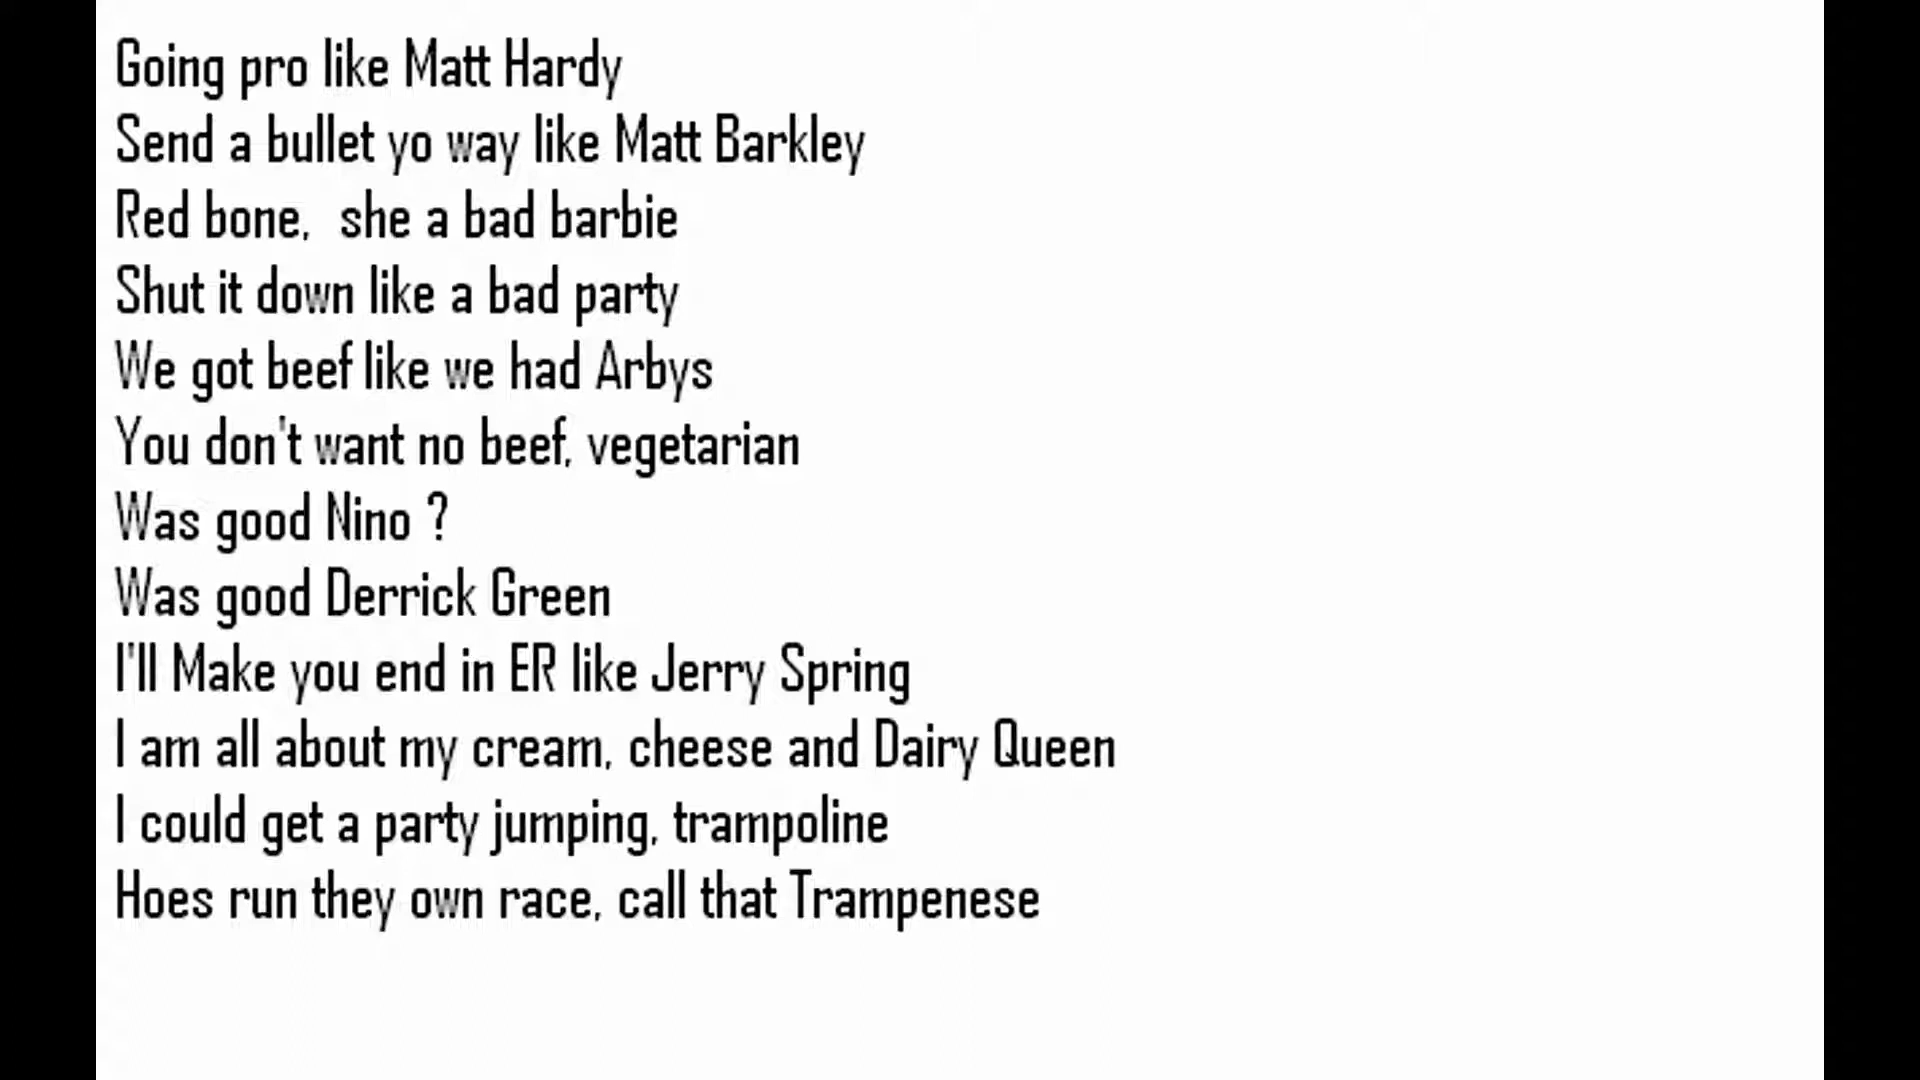 Going pro like Matt Hardy
Send a bullet yo way like Matt Barkley
Red bone,  she a bad barbie
Shut it down like a bad party
We got beef like we had Arbys
You don't want no beef, vegetarian
Was good Nino ?
Was good Derrick Green
I'll Make you end in ER like Jerry Spring
I am all about my cream, cheese and Dairy Queen
I could get a party jumping, trampoline
Hoes run they own race, call that Trampenese